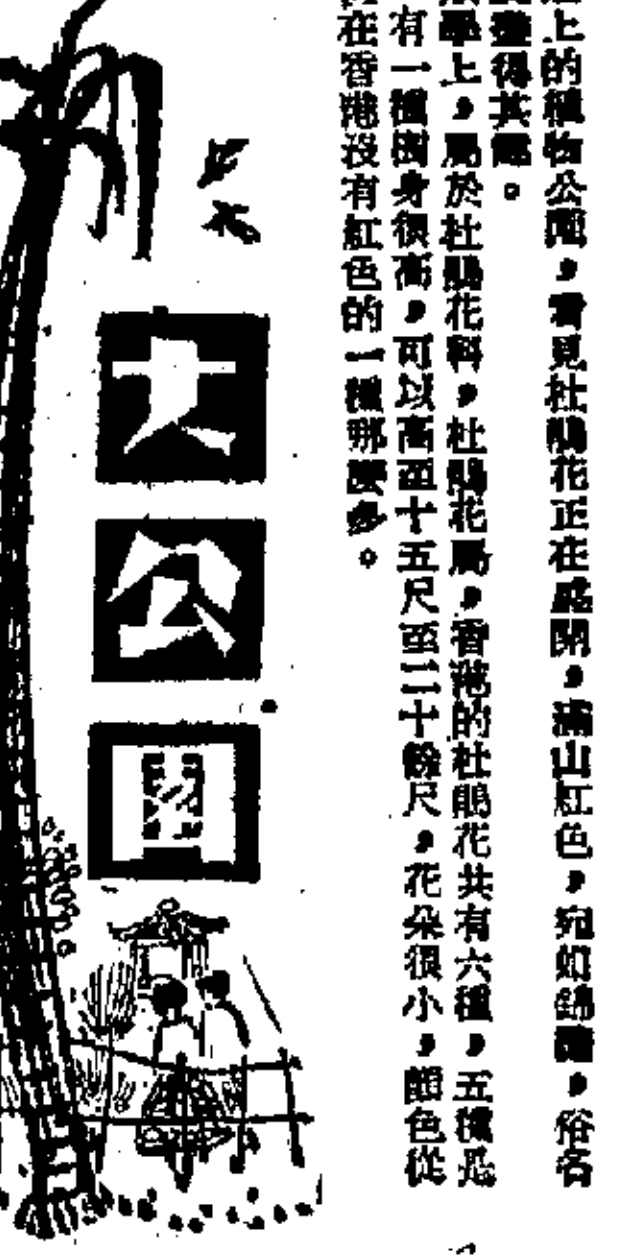 上的植物公園，看見杜鵑花正在盛開，滿山紅色，宛如錦繡，俗名
盡得其醜。
學上，屬於杜鵑花科，杜鵑花屬，香港的杜鵑花共有六種，五種是
有一種樹身很高，可以高至十五尺至二十餘尺，花朵很小，顏色從
在香港沒有紅色的一種那麼多。
大公園